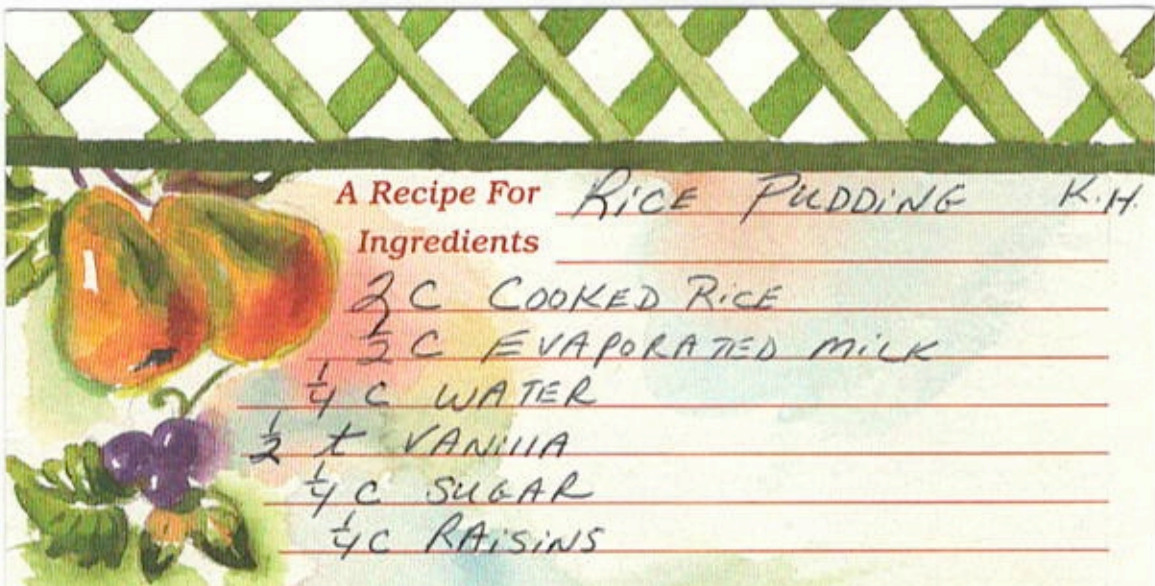 A Recipe For RICE PUDDING K.H.
Ingredients
2 C COOKED RICE
1/2 C EVAPORATED MILK
1/4 C WATER
1/2 t VANIllA
1/4 C SUGAR
1/4 C RAISINS